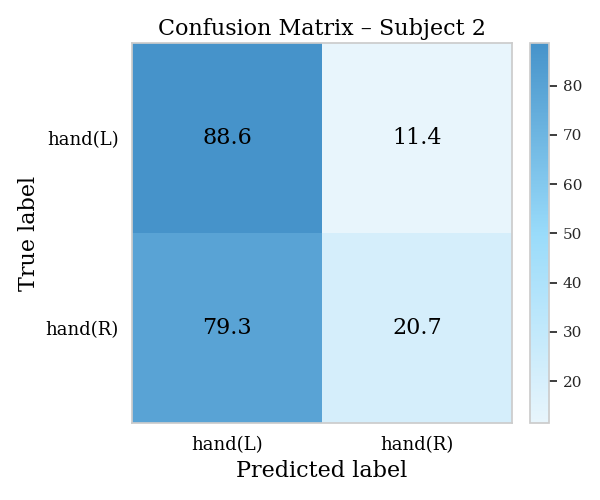 Confusion Matrix – Subject 2
hand(L)
88.6
11.4
hand(R)
79.3
20.7
hand(L)
hand(R)
Predicted label
True label
80
70
60
50
40
30
20